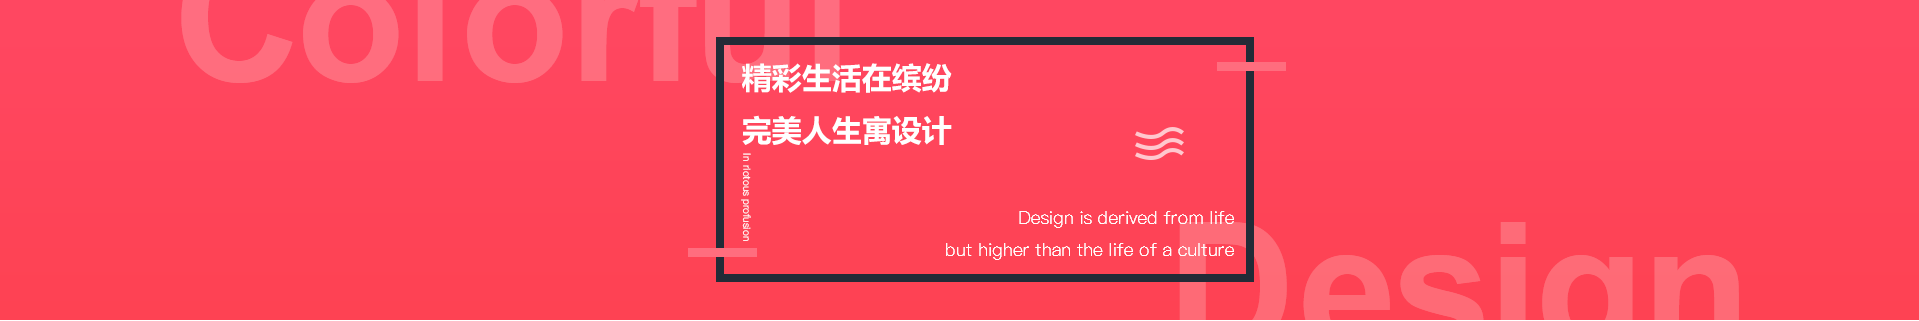 Colorful
精彩生活在缤纷
完美人生寓设计
In riotous profusion
Design is derived from life
but higher than the life of a culture
Design